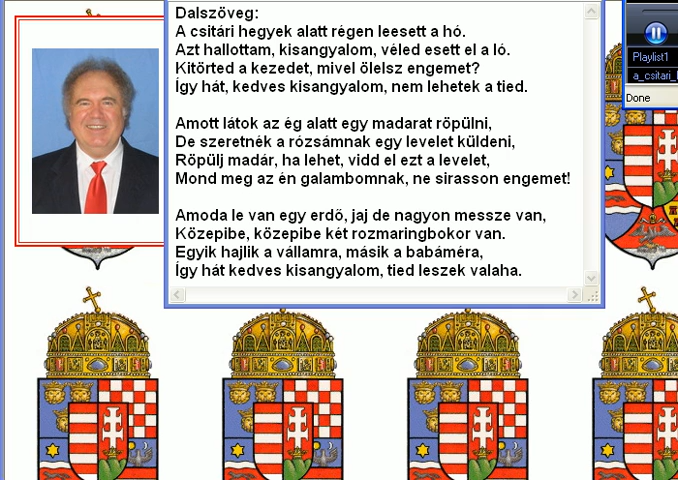 Dalszöveg:
A csitári hegyek alatt régen leesett a hó.
Azt hallottam, kisangyalom, véled esett el a ló.
Kitörted a kezedet, mivel ölelsz engemet?
Így hát, kedves kisangyalom, nem lehetek a tied.
Amott látok az ég alatt egy madarat röpülni,
De szeretnék a rózsámnak egy levelet küldeni,
Röpülj madár, ha lehet, vidd el ezt a levelet,
Mond meg az én galambomnak, ne sirasson engemet!
Amoda le van egy erdő, jaj de nagyon messze van,
Közepibe, közepibe két rozmaringbokor van.
Egyik hajlik a vállamra, másik a babáméra,
Így hát kedves kisangyalom, tied leszek valaha.
Playlist1
a_csitari_
Done